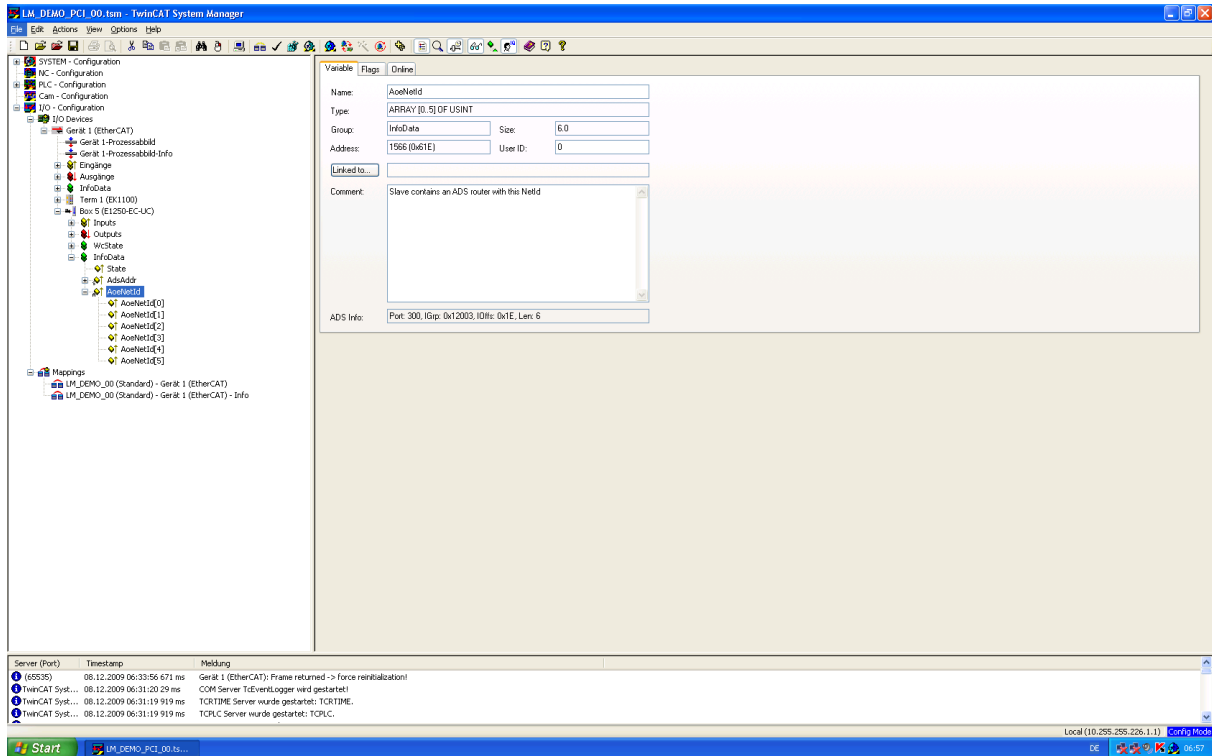 LM_DEMO_PCI_00.tsm - TwinCAT System Manager
File Edit Actions View Options Help
SYSTEM - Configuration
NC - Configuration
PLC - Configuration
Cam - Configuration
I/O - Configuration
I/O Devices
Gerät 1 (EtherCAT)
Gerät 1-Prozessabbild
Gerät 1-Prozessabbild-Info
Eingänge
Ausgänge
InfoData
Term 1 (EK1100)
Box 5 (E1250-EC-UC)
Inputs
Outputs
WcState
InfoData
State
AdsAddr
AoeNetId
AoeNetId[0]
AoeNetId[1]
AoeNetId[2]
AoeNetId[3]
AoeNetId[4]
AoeNetId[5]
Mappings
LM_DEMO_00 (Standard) - Gerät 1 (EtherCAT)
LM_DEMO_00 (Standard) - Gerät 1 (EtherCAT) - Info
Variable Flags Online
Name: AoeNetId
Type: ARRAY [0..5] OF USINT
Group: InfoData Size: 6.0
Address: 1566 (0x61E) User ID: 0
Linked to...
Comment: Slave contains an ADS router with this NetId
ADS Info: Port: 300, IGrp: 0x12003, IOffs: 0x1E, Len: 6
Server (Port) Timestamp Meldung
(65535) 08.12.2009 06:33:56 671 ms Gerät 1 (EtherCAT): Frame returned -> force reinitialization!
TwinCAT Syst... 08.12.2009 06:31:20 29 ms COM Server TcEventLogger wird gestartet!
TwinCAT Syst... 08.12.2009 06:31:19 919 ms TCRTIME Server wurde gestartet: TCRTIME.
TwinCAT Syst... 08.12.2009 06:31:19 919 ms TCPLC Server wurde gestartet: TCPLC.
Local (10.255.255.226.1.1) Config Mode
Start LM_DEMO_PCI_00.ts... DE 06:57